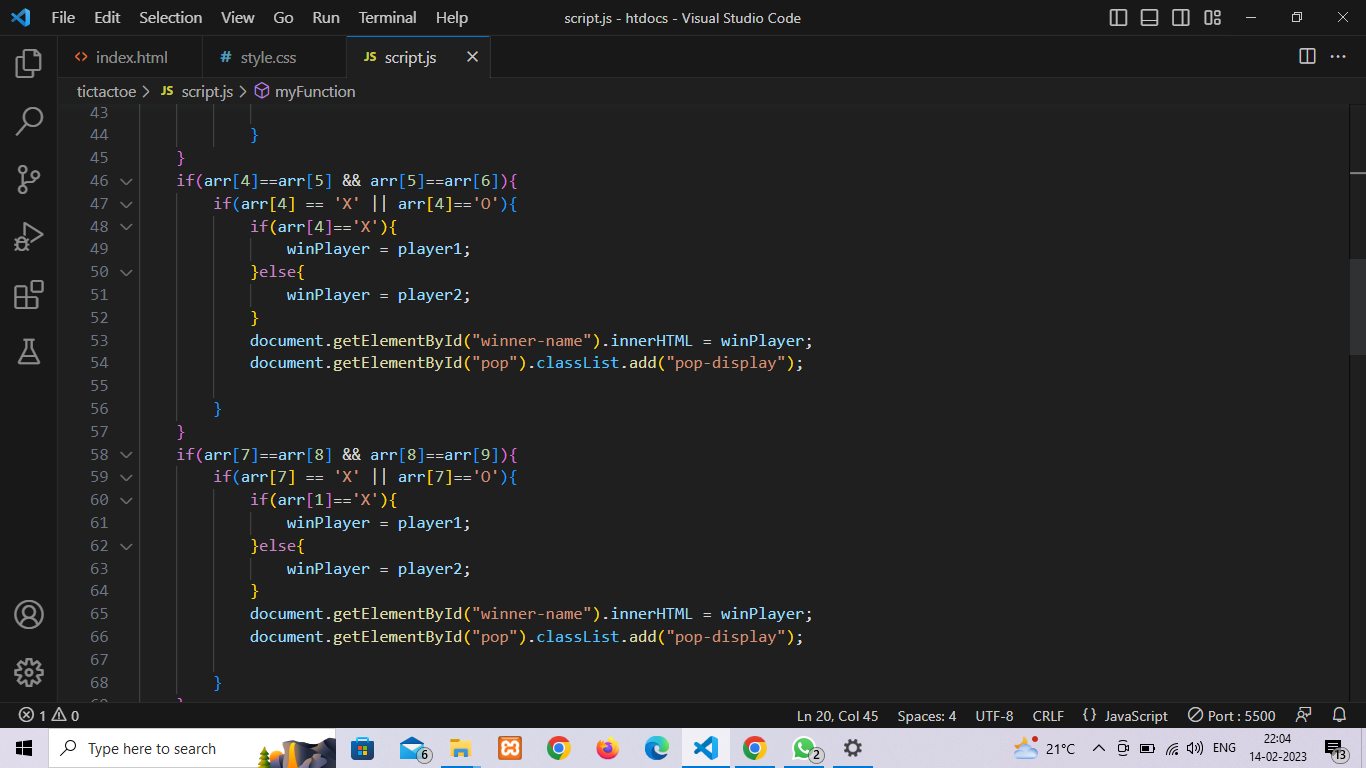 File Edit Selection View Go Run Terminal Help script.js - htdocs - Visual Studio Code
index.html style.css JS script.js
tictactoe > JS script.js > myFunction
43
44 }
45 }
46 if(arr[4]==arr[5] && arr[5]==arr[6]){
47 if(arr[4] == 'X' || arr[4]=='O'){
48 if(arr[4]=='X'){
49 winPlayer = player1;
50 }else{
51 winPlayer = player2;
52 }
53 document.getElementById("winner-name").innerHTML = winPlayer;
54 document.getElementById("pop").classList.add("pop-display");
55
56 }
57 }
58 if(arr[7]==arr[8] && arr[8]==arr[9]){
59 if(arr[7] == 'X' || arr[7]=='O'){
60 if(arr[1]=='X'){
61 winPlayer = player1;
62 }else{
63 winPlayer = player2;
64 }
65 document.getElementById("winner-name").innerHTML = winPlayer;
66 document.getElementById("pop").classList.add("pop-display");
67
68 }
1 0 Ln 20, Col 45 Spaces: 4 UTF-8 CRLF {} JavaScript Port : 5500
Type here to search 6 2 21°C ENG 22:04 13
14-02-2023